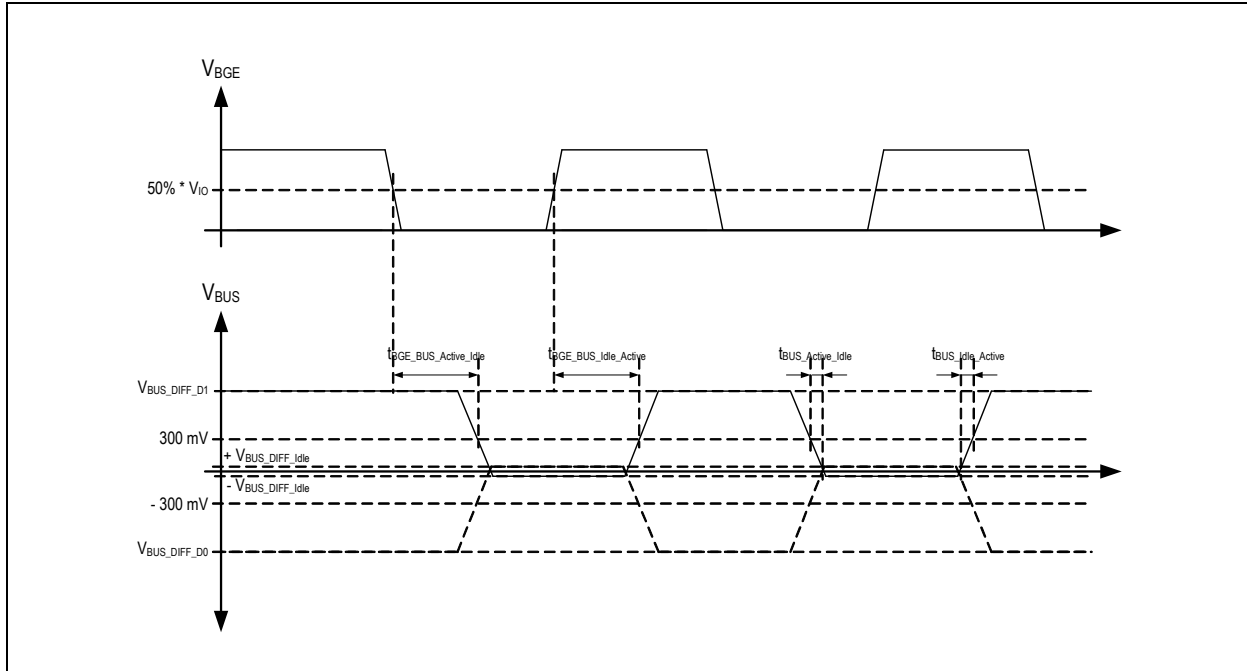 VBGE
50% * VIO
VBUS
tBGE_BUS_Active_Idle tBGE_BUS_Idle_Active tBUS_Active_Idle tBUS_Idle_Active
VBUS_DIFF_D1
300 mV
+ VBUS_DIFF_Idle
- VBUS_DIFF_Idle
- 300 mV
VBUS_DIFF_D0